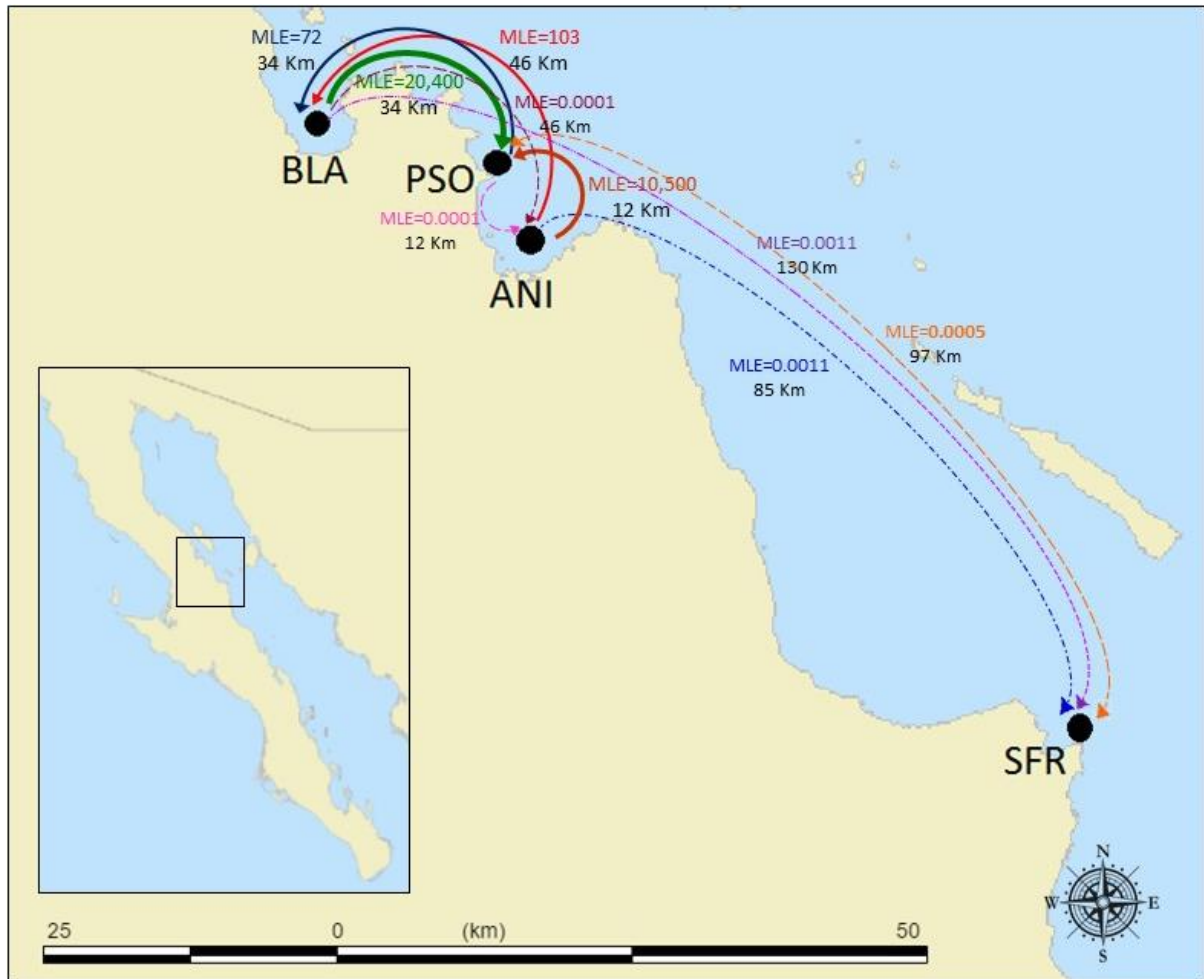 MLE=72
34 Km
MLE=103
46 Km
MLE=20,400
34 Km
MLE=0.0001
46 Km
BLA
PSO
MLE=10,500
12 Km
MLE=0.0001
12 Km
ANI
MLE=0.0011
130 Km
MLE=0.0005
97 Km
MLE=0.0011
85 Km
SFR
N
W
E
S
25
0
(km)
50